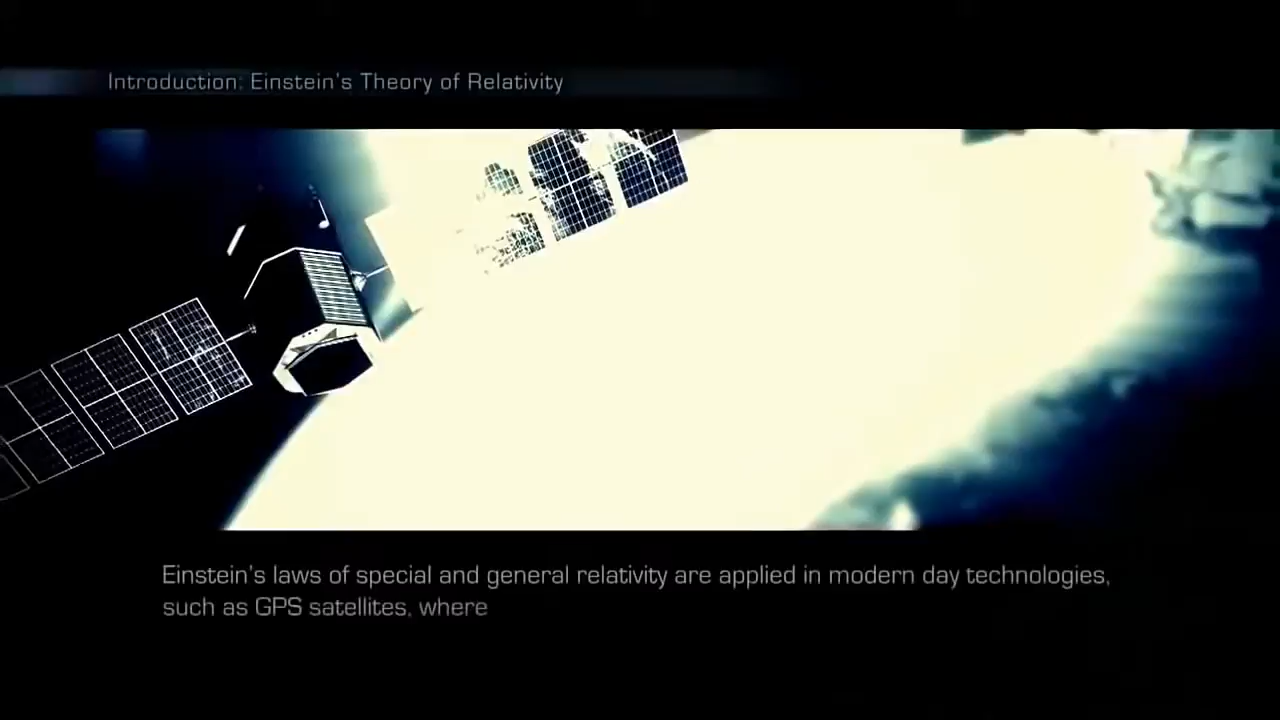 Introduction: Einstein's Theory of Relativity
Einstein's laws of special and general relativity are applied in modern day technologies,
such as GPS satellites, where